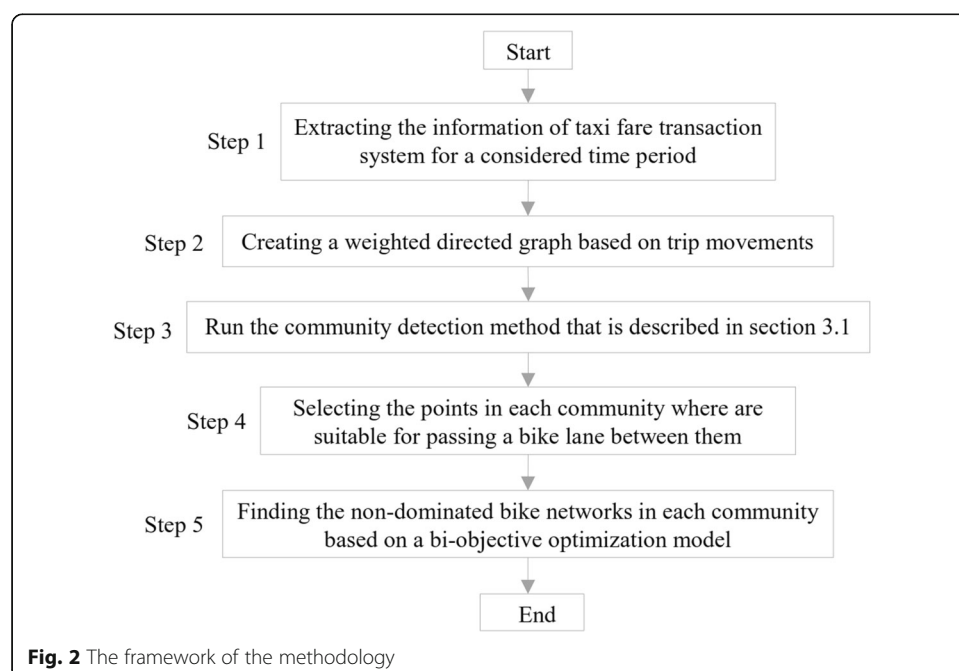 Start
Step 1
Extracting the information of taxi fare transaction
system for a considered time period
Step 2
Creating a weighted directed graph based on trip movements
Step 3
Run the community detection method that is described in section 3.1
Step 4
Selecting the points in each community where are
suitable for passing a bike lane between them
Step 5
Finding the non-dominated bike networks in each community
based on a bi-objective optimization model
End
Fig. 2 The framework of the methodology